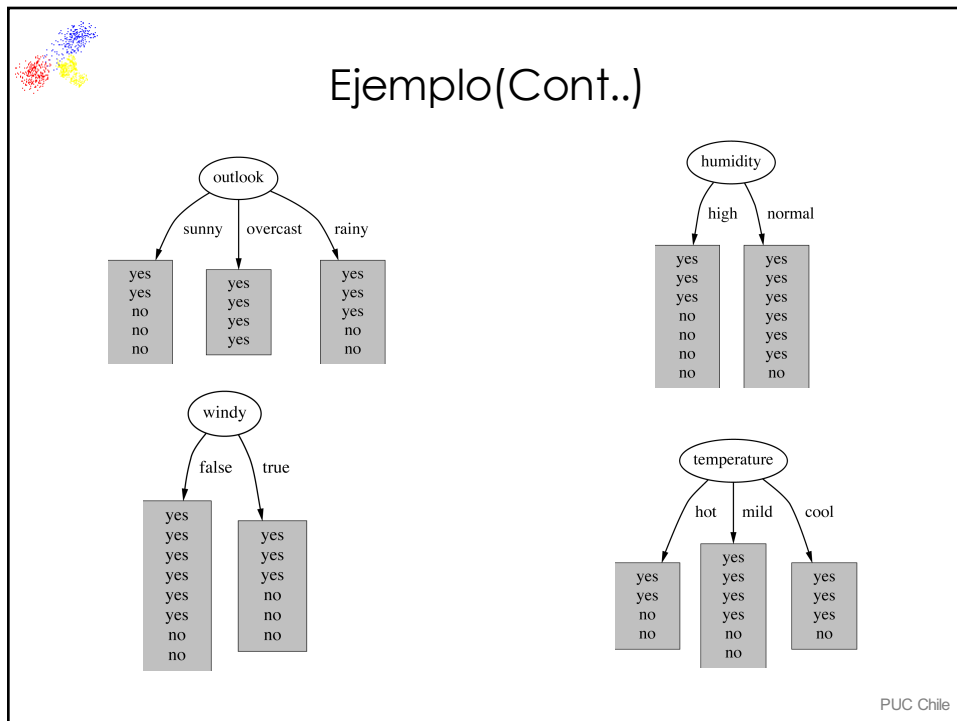 Ejemplo(Cont..)
outlook
sunny overcast rainy
yes
yes
no
no
no
yes
yes
yes
yes
yes
yes
yes
no
no
humidity
high normal
yes
yes
yes
no
no
no
no
yes
yes
yes
yes
yes
yes
no
windy
false true
yes
yes
yes
yes
yes
yes
no
no
yes
yes
yes
no
no
no
temperature
hot mild cool
yes
yes
no
no
yes
yes
yes
yes
no
no
yes
yes
yes
no
PUC Chile